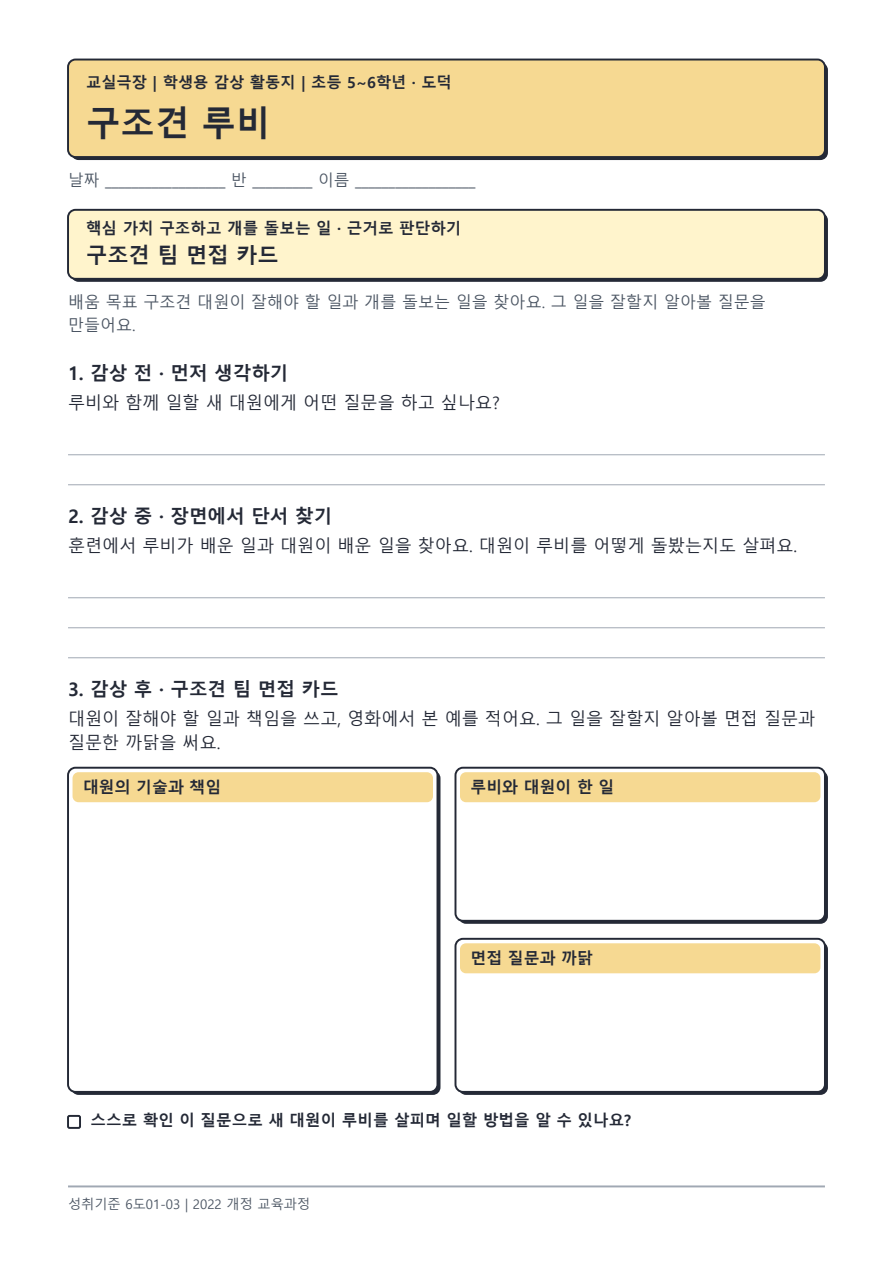 교실극장 | 학생용 감상 활동지 | 초등 5~6학년 · 도덕
구조견 루비
날짜 _______________ 반 _______ 이름 _______________
핵심 가치 구조하고 개를 돌보는 일 · 근거로 판단하기
구조견 팀 면접 카드
배움 목표 구조견 대원이 잘해야 할 일과 개를 돌보는 일을 찾아요. 그 일을 잘할지 알아볼 질문을
만들어요.
1. 감상 전 · 먼저 생각하기
루비와 함께 일할 새 대원에게 어떤 질문을 하고 싶나요?
2. 감상 중 · 장면에서 단서 찾기
훈련에서 루비가 배운 일과 대원이 배운 일을 찾아요. 대원이 루비를 어떻게 돌봤는지도 살펴요.
3. 감상 후 · 구조견 팀 면접 카드
대원이 잘해야 할 일과 책임을 쓰고, 영화에서 본 예를 적어요. 그 일을 잘할지 알아볼 면접 질문과
질문한 까닭을 써요.
대원의 기술과 책임
루비와 대원이 한 일
면접 질문과 까닭
스스로 확인 이 질문으로 새 대원이 루비를 살피며 일할 방법을 알 수 있나요?
성취기준 6도01-03 | 2022 개정 교육과정